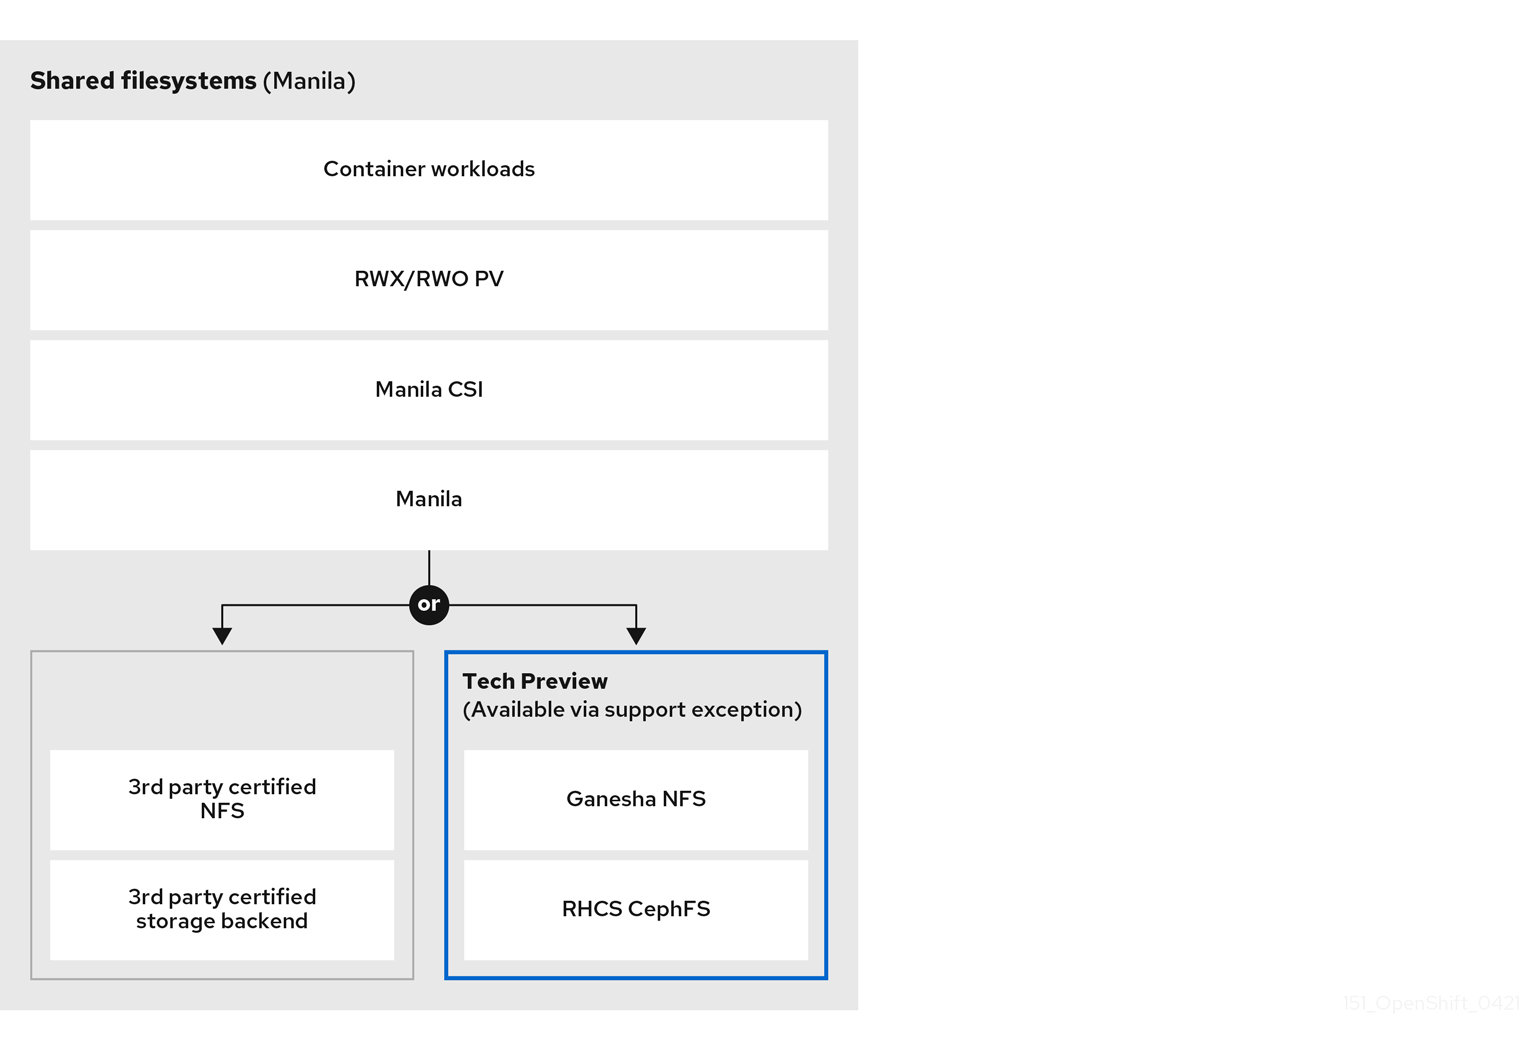 Shared filesystems (Manila)
Container workloads
RWX/RWO PV
Manila CSI
Manila
or
3rd party certified
NFS
3rd party certified
storage backend
Tech Preview
(Available via support exception)
Ganesha NFS
RHCS CephFS
151_OpenShift_0421